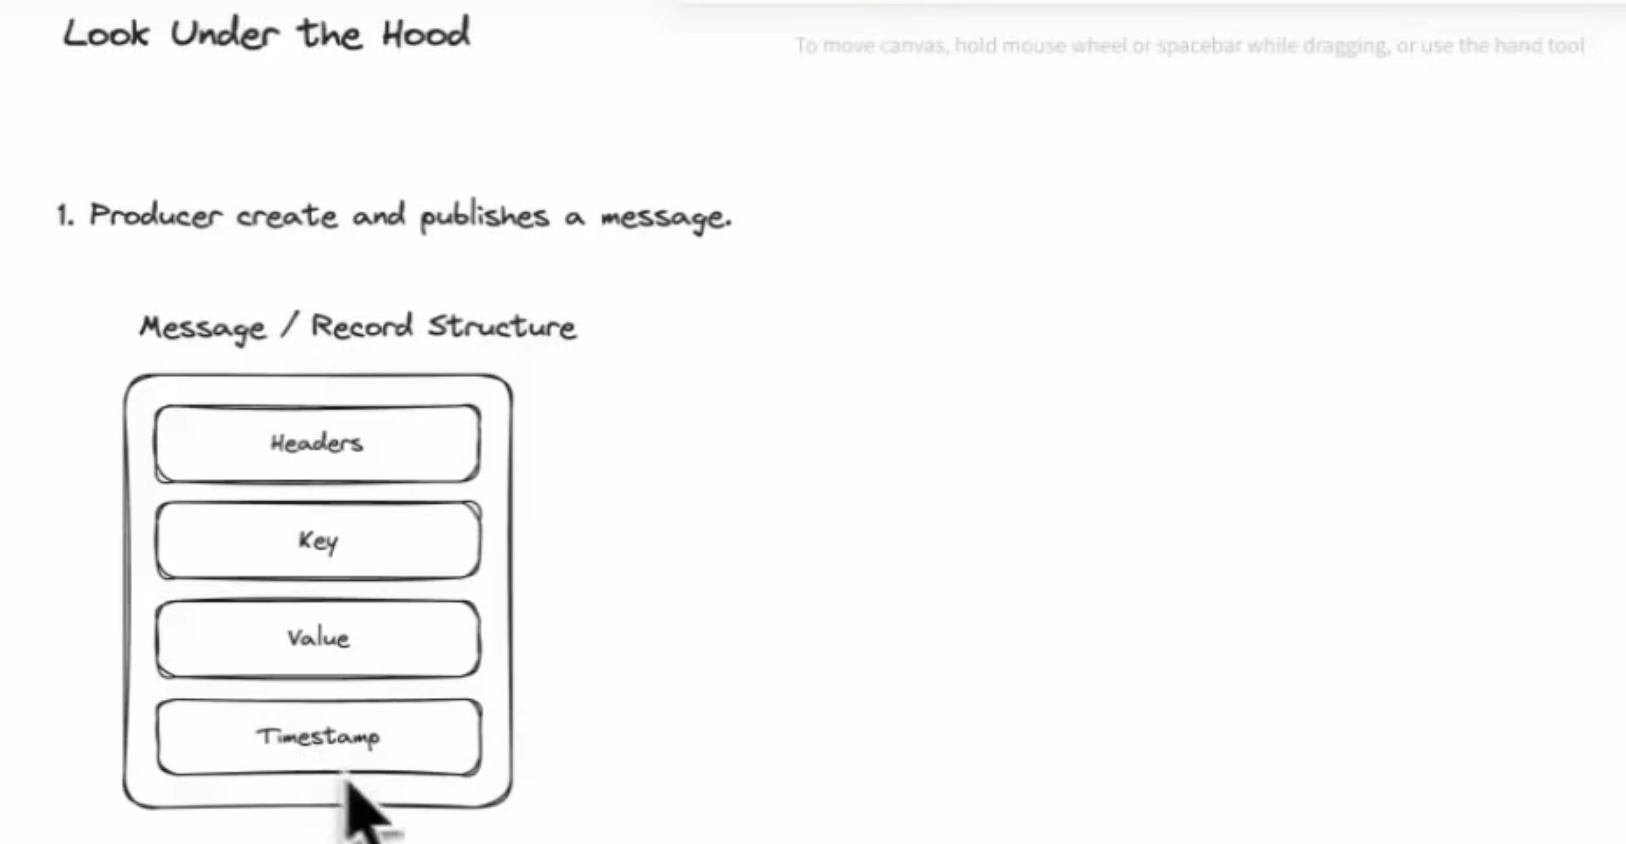 Look Under the Hood
To move canvas, hold mouse wheel or spacebar while dragging, or use the hand tool
1. Producer create and publishes a message.
Message / Record Structure
Headers
Key
Value
Timestamp